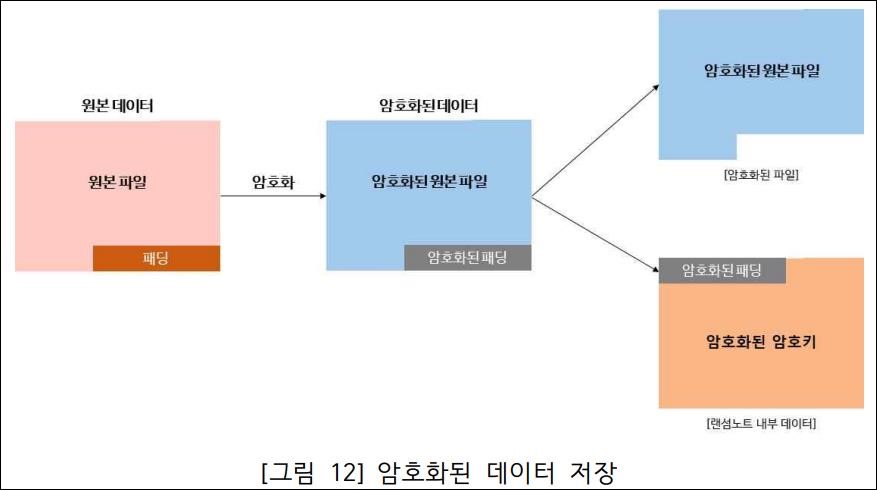 원본 데이터
원본 파일
패딩
암호화
암호화된 데이터
암호화된 원본 파일
암호화된 패딩
암호화된 원본 파일
[암호화된 파일]
암호화된 패딩
암호화된 암호키
[랜섬노트 내부 데이터]
[그림 12] 암호화된 데이터 저장